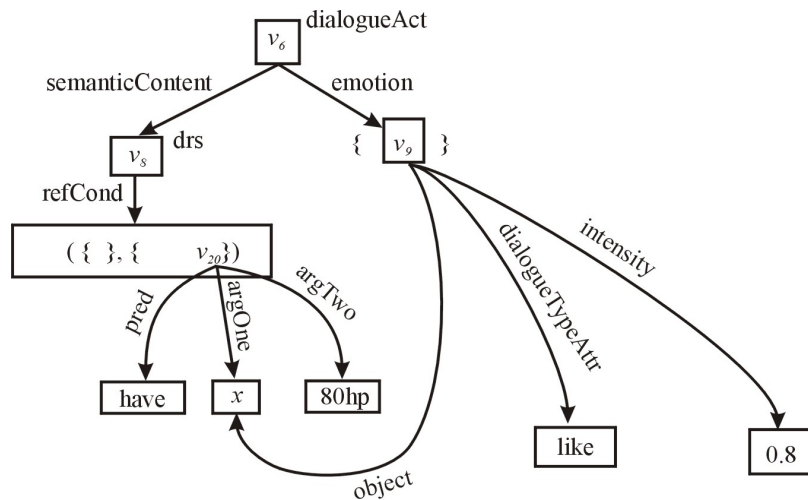 dialogueAct
v6
semanticContent
emotion
v8
drs
{ v9 }
refCond
( { }, { v20})
pred
argOne
argTwo
dialogueTypeAttr
intensity
have
x
80hp
like
0.8
object